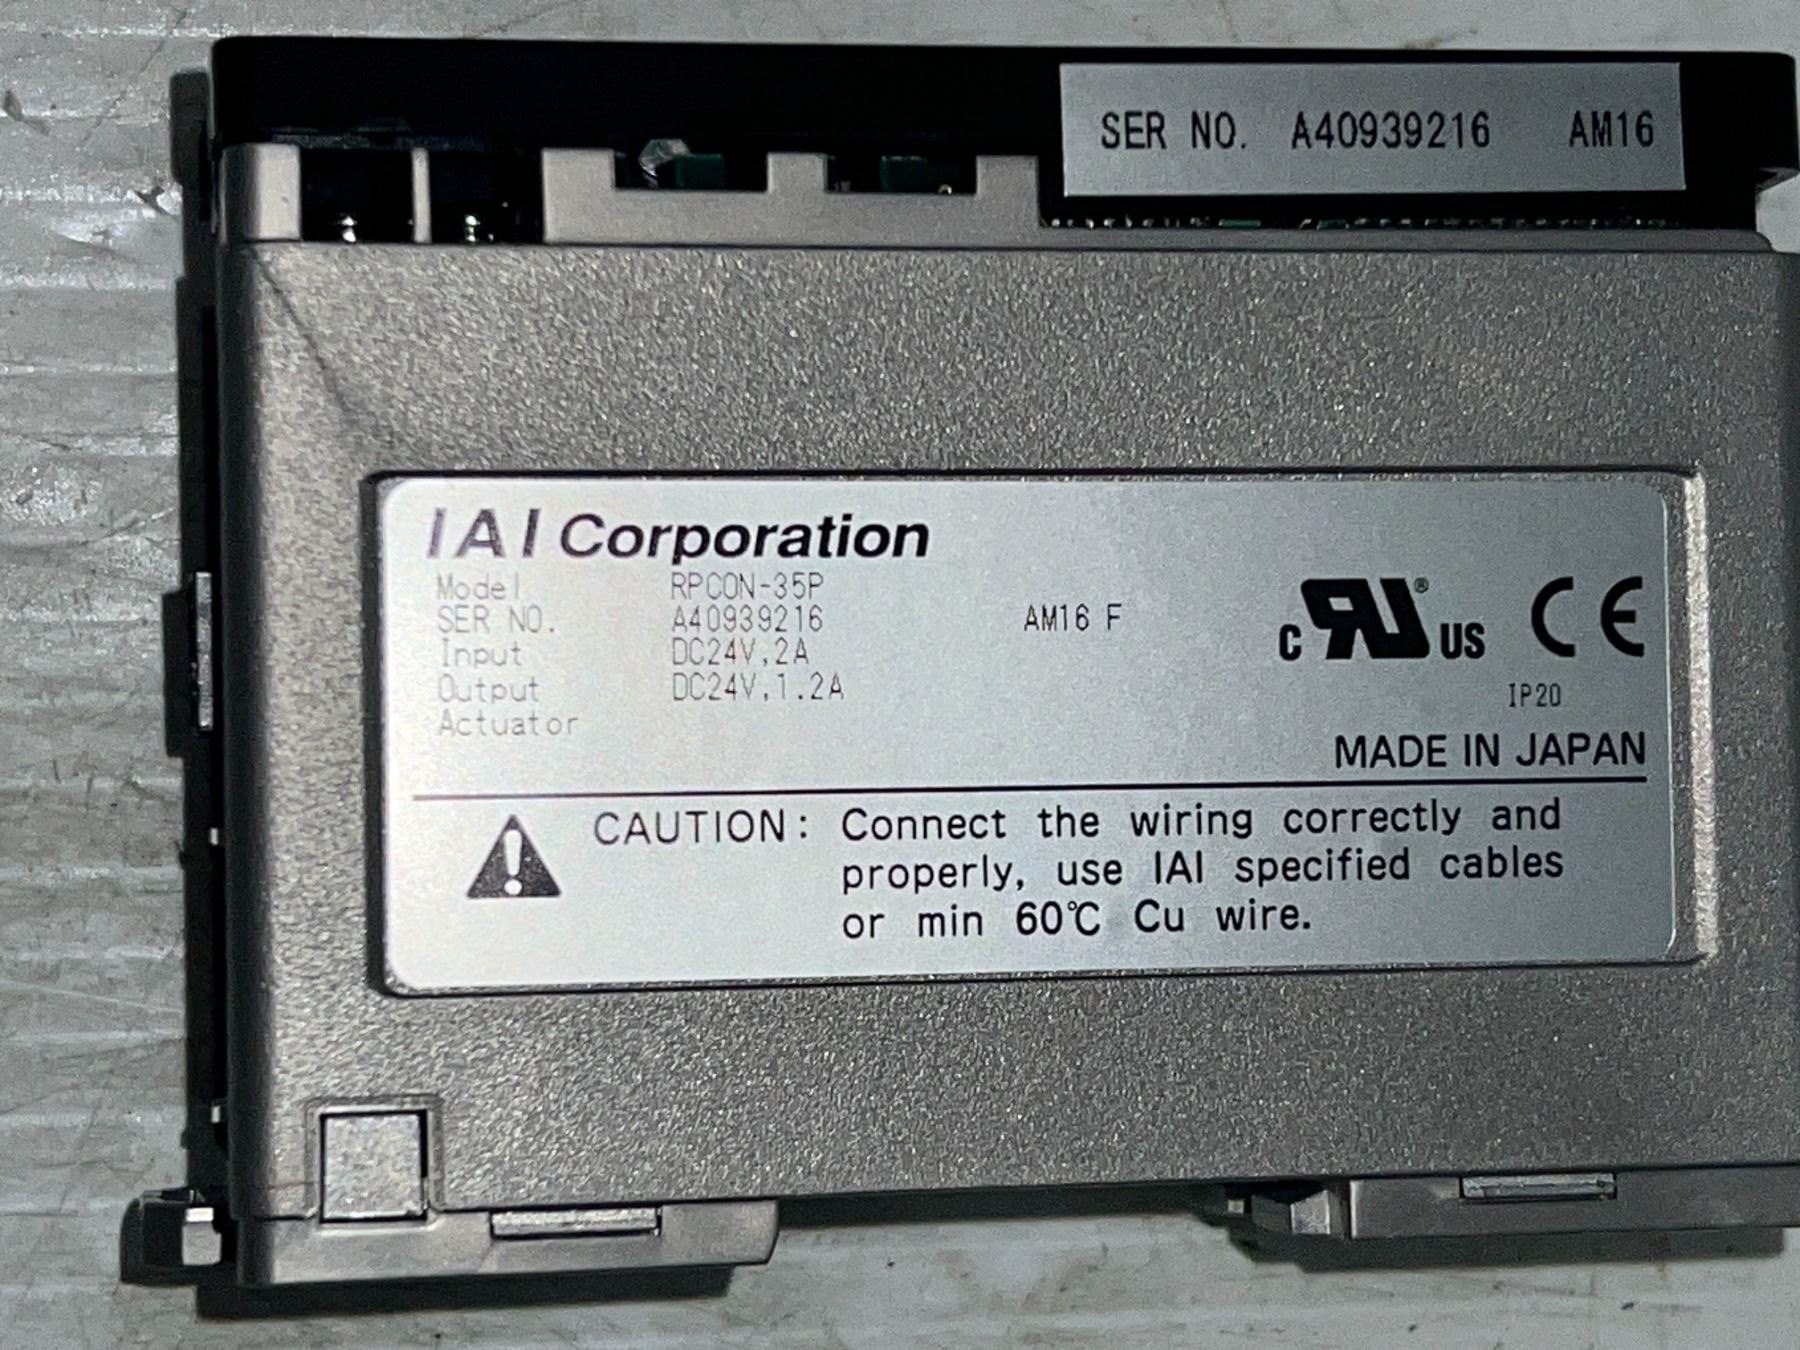 SER NO. A40939216 AM16
IAI Corporation
Model RPCON-35P
SER NO. A40939216 AM16 F
Input DC24V,2A
Output DC24V,1.2A
Actuator
c RU ® US CE
IP20
MADE IN JAPAN
CAUTION: Connect the wiring correctly and
properly, use IAI specified cables
or min 60℃ Cu wire.